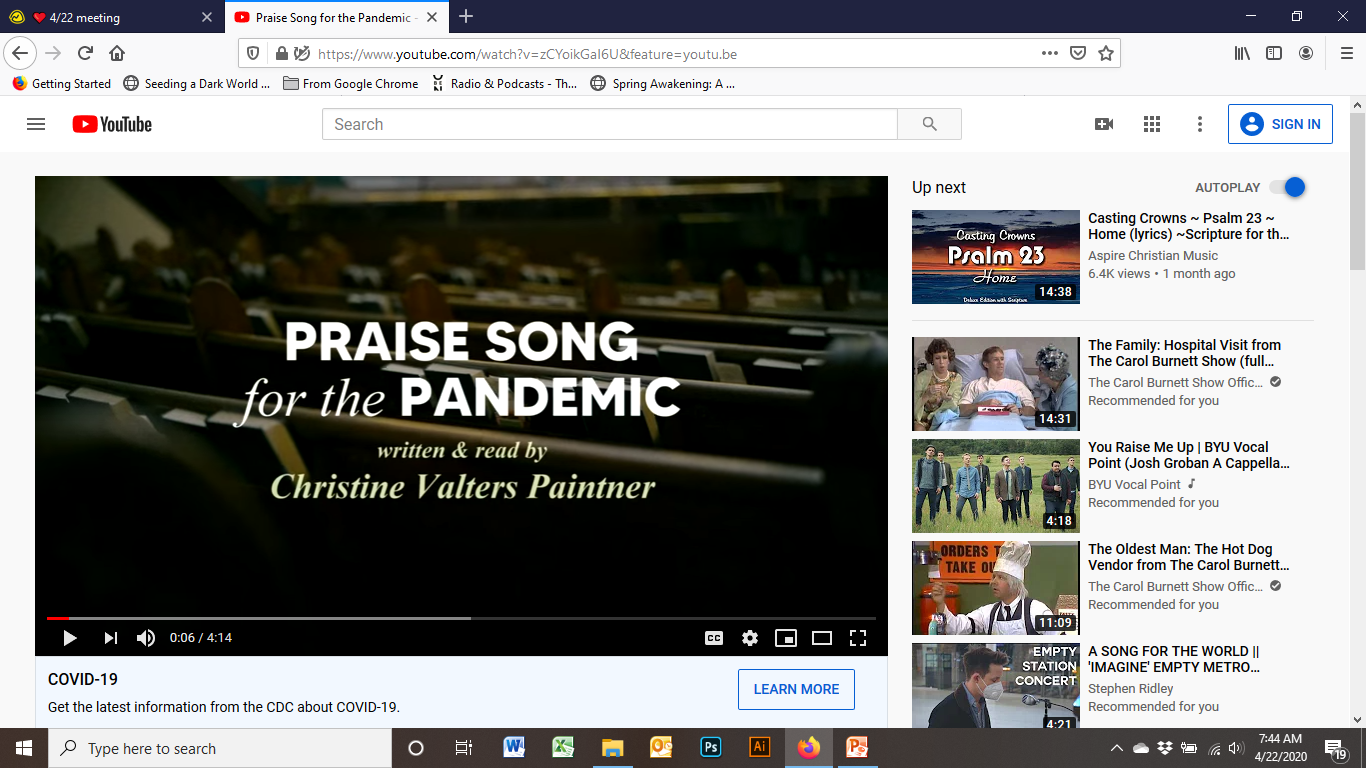 4/22 meeting
Praise Song for the Pandemic -
https://www.youtube.com/watch?v=zCYoikGaI6U&feature=youtu.be
Getting Started
Seeding a Dark World ...
From Google Chrome
Radio & Podcasts - Th...
Spring Awakening: A ...
YouTube
Search
SIGN IN
PRAISE SONG
for the PANDEMIC
written & read by
Christine Valters Paintner
0:06 / 4:14
CC
COVID-19
Get the latest information from the CDC about COVID-19.
LEARN MORE
Up next
AUTOPLAY
Casting Crowns
Psalm 23
Home
Deluxe Edition with Scripture
14:38
Casting Crowns ~ Psalm 23 ~
Home (lyrics) ~Scripture for th...
Aspire Christian Music
6.4K views • 1 month ago
14:31
The Family: Hospital Visit from
The Carol Burnett Show (full...
The Carol Burnett Show Offic...
Recommended for you
4:18
You Raise Me Up | BYU Vocal
Point (Josh Groban A Cappella...
BYU Vocal Point
Recommended for you
ORDERS T
TAKE OU
11:09
The Oldest Man: The Hot Dog
Vendor from The Carol Burnett...
The Carol Burnett Show Offic...
Recommended for you
EMPTY
STATION
CONCERT
4:21
A SONG FOR THE WORLD ||
'IMAGINE' EMPTY METRO...
Stephen Ridley
Recommended for you
Type here to search
Ps
Ai
7:44 AM
4/22/2020
19